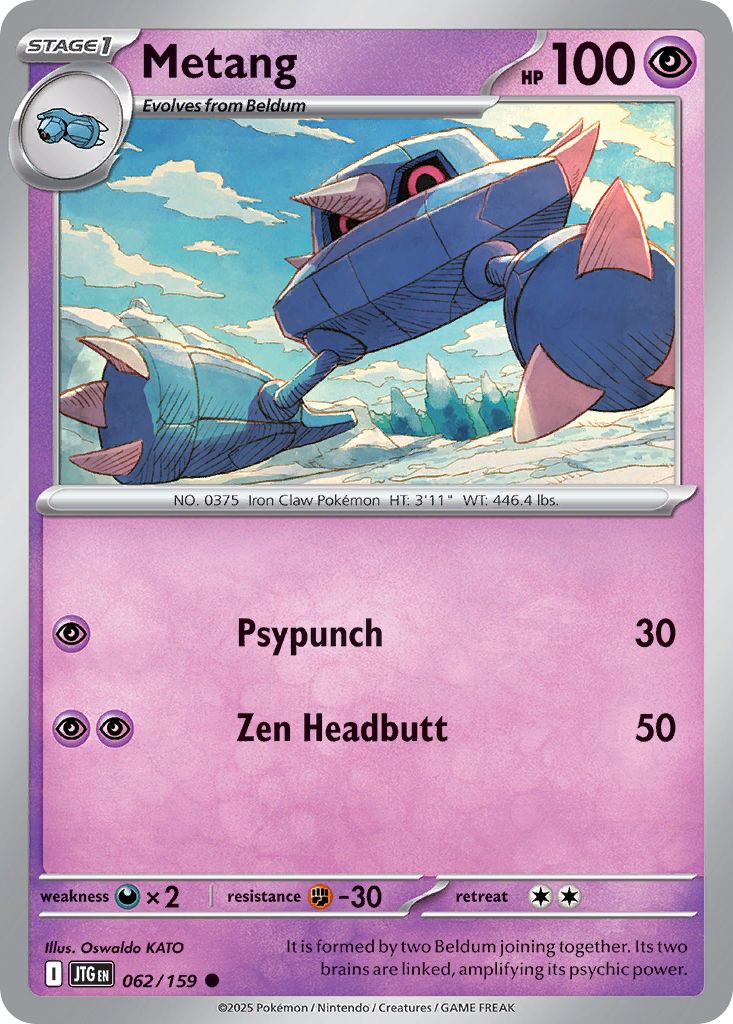 STAGE 1
Metang
HP 100
Evolves from Beldum
NO. 0375 Iron Claw Pokémon HT: 3'11" WT: 446.4 lbs.
Psypunch 30
Zen Headbutt 50
weakness ×2 resistance -30 retreat
Illus. Oswaldo KATO
It is formed by two Beldum joining together. Its two
brains are linked, amplifying its psychic power.
I JTG EN 062/159
©2025 Pokémon / Nintendo / Creatures / GAME FREAK